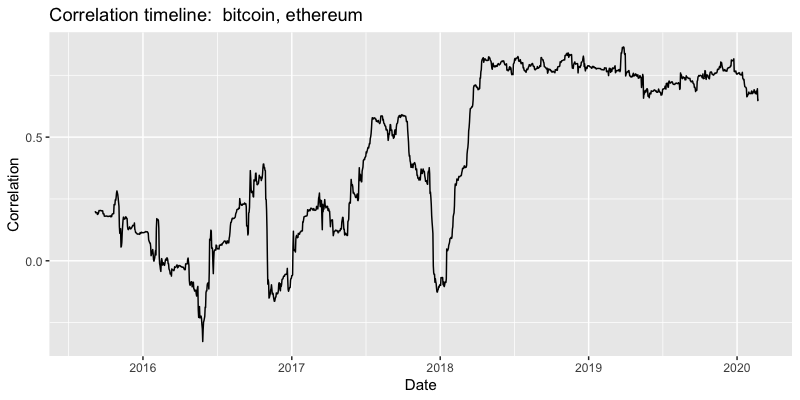 Correlation timeline:  bitcoin, ethereum
Correlation
0.5
0.0
2016 2017 2018 2019 2020
Date